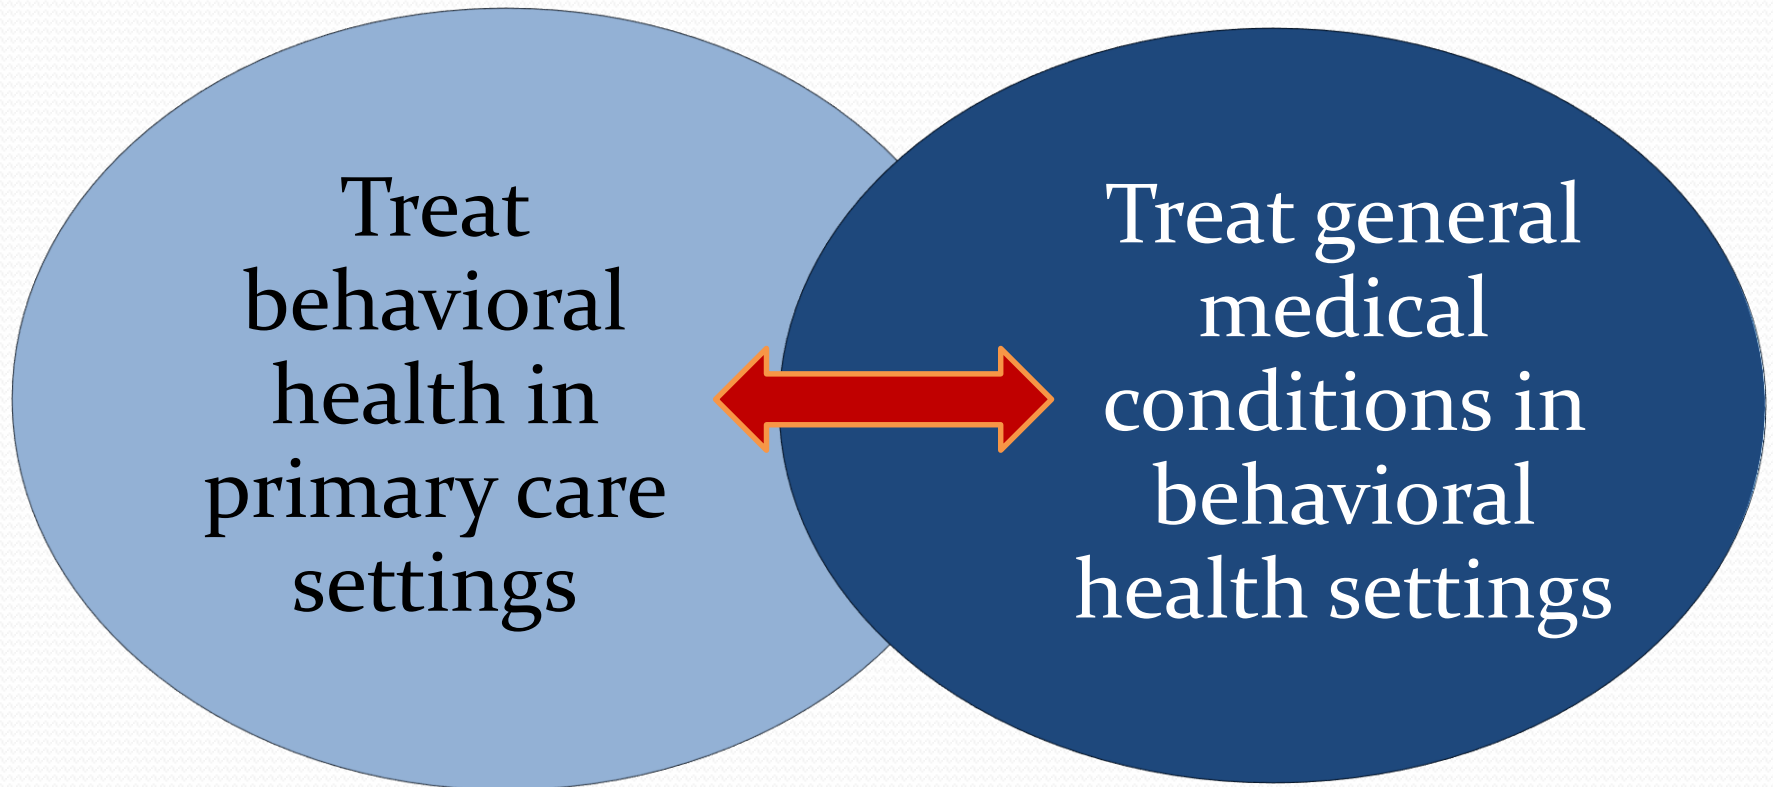 Treat
behavioral
health in
primary care
settings
Treat general
medical
conditions in
behavioral
health settings